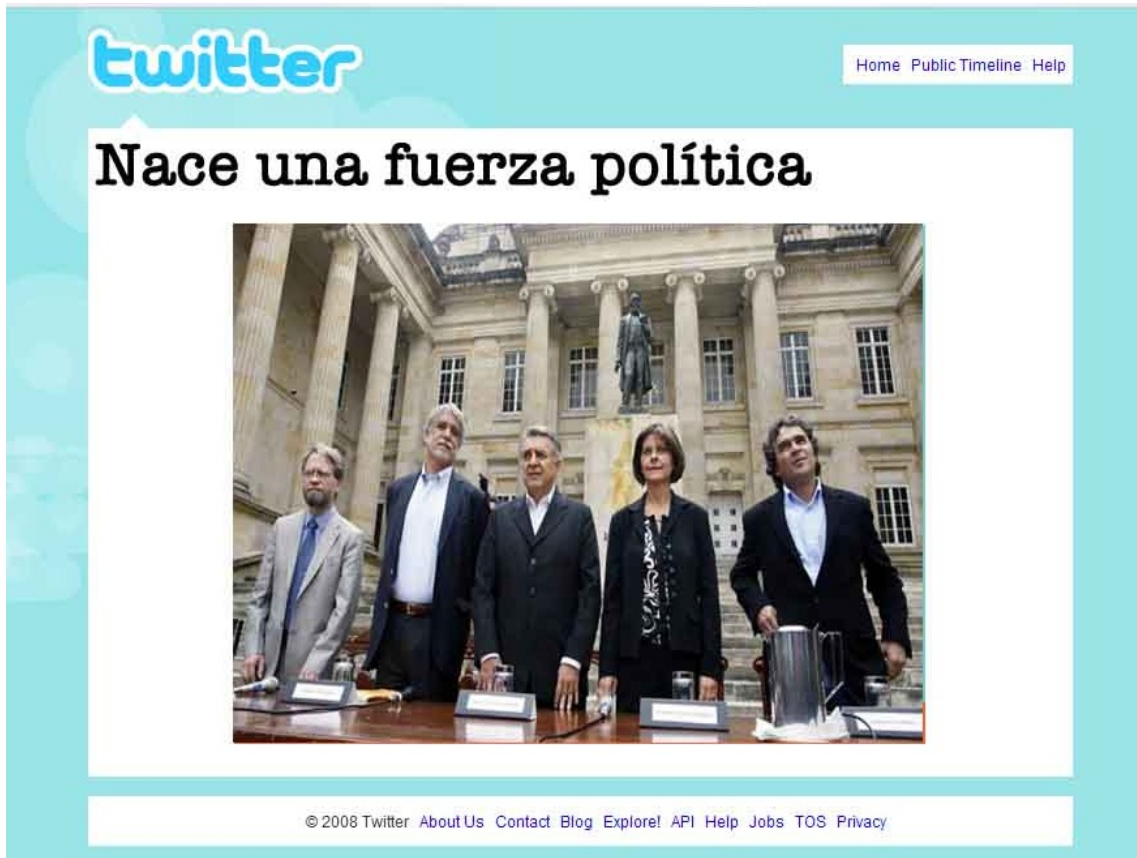 twitter
Home Public Timeline Help
Nace una fuerza política
© 2008 Twitter About Us Contact Blog Explore! API Help Jobs TOS Privacy